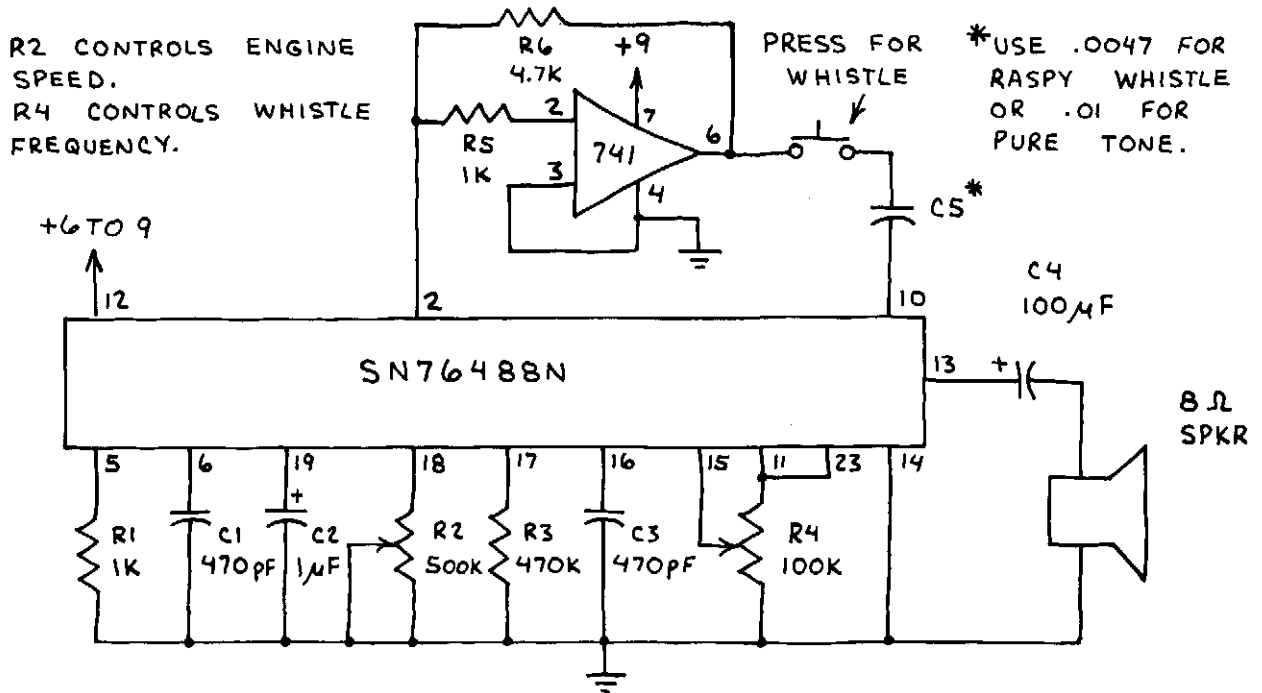 R2 CONTROLS ENGINE
SPEED.
R4 CONTROLS WHISTLE
FREQUENCY.
R6
4.7K
+9
PRESS FOR
WHISTLE
*USE .0047 FOR
RASPY WHISTLE
OR .01 FOR
PURE TONE.
R5
1K
2
3
741
7
6
4
C5*
+6 TO 9
C4
100µF
12
2
10
SN76488N
13
+
8Ω
SPKR
5
6
19
18
17
16
15
11
23
14
+
R1
1K
C1
470pF
C2
1µF
R2
500K
R3
470K
C3
470pF
R4
100K